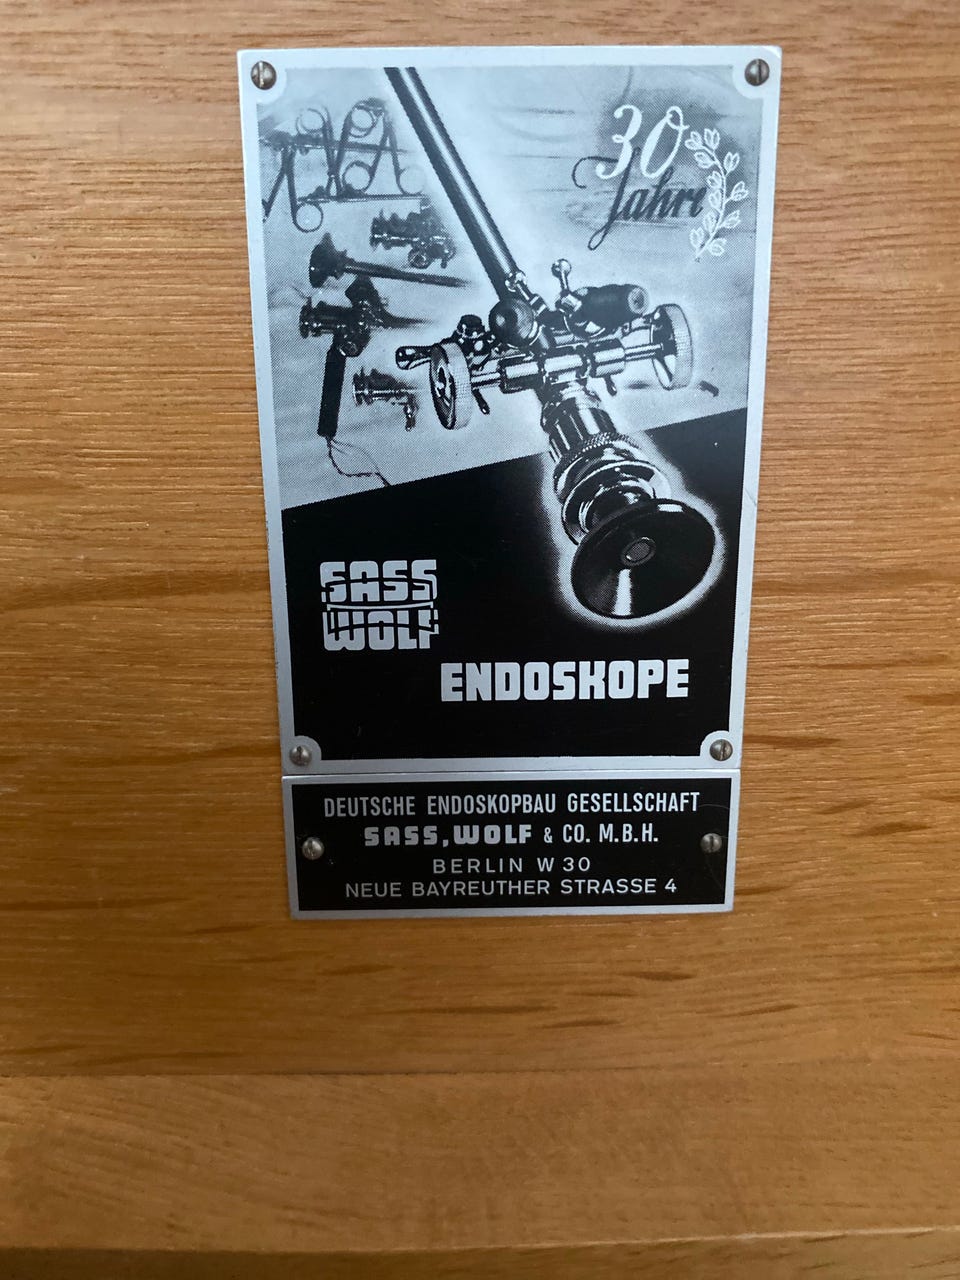 30
Jahre
SASS
WOLF
ENDOSKOPE
DEUTSCHE ENDOSKOPBAU GESELLSCHAFT
SASS, WOLF & CO. M.B.H.
BERLIN W 30
NEUE BAYREUTHER STRASSE 4